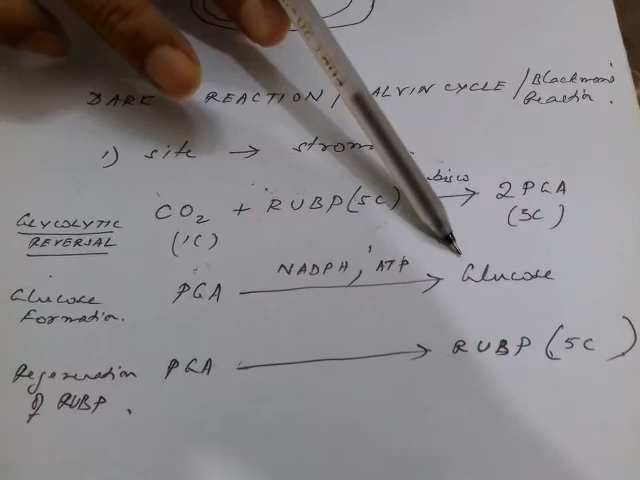 DARK REACTION / ALVIN CYCLE / Blackman's
Reaction.
1) site → strom
CO2 + RUBP (5C) bisco → 2 PGA
(1C) (3C)
GLYCOLYTIC
REVERSAL
Glucose
Formation.
PGA NADPH, ATP → Glucose
Regeneration
of RUBP.
PGA → RUBP (5C)